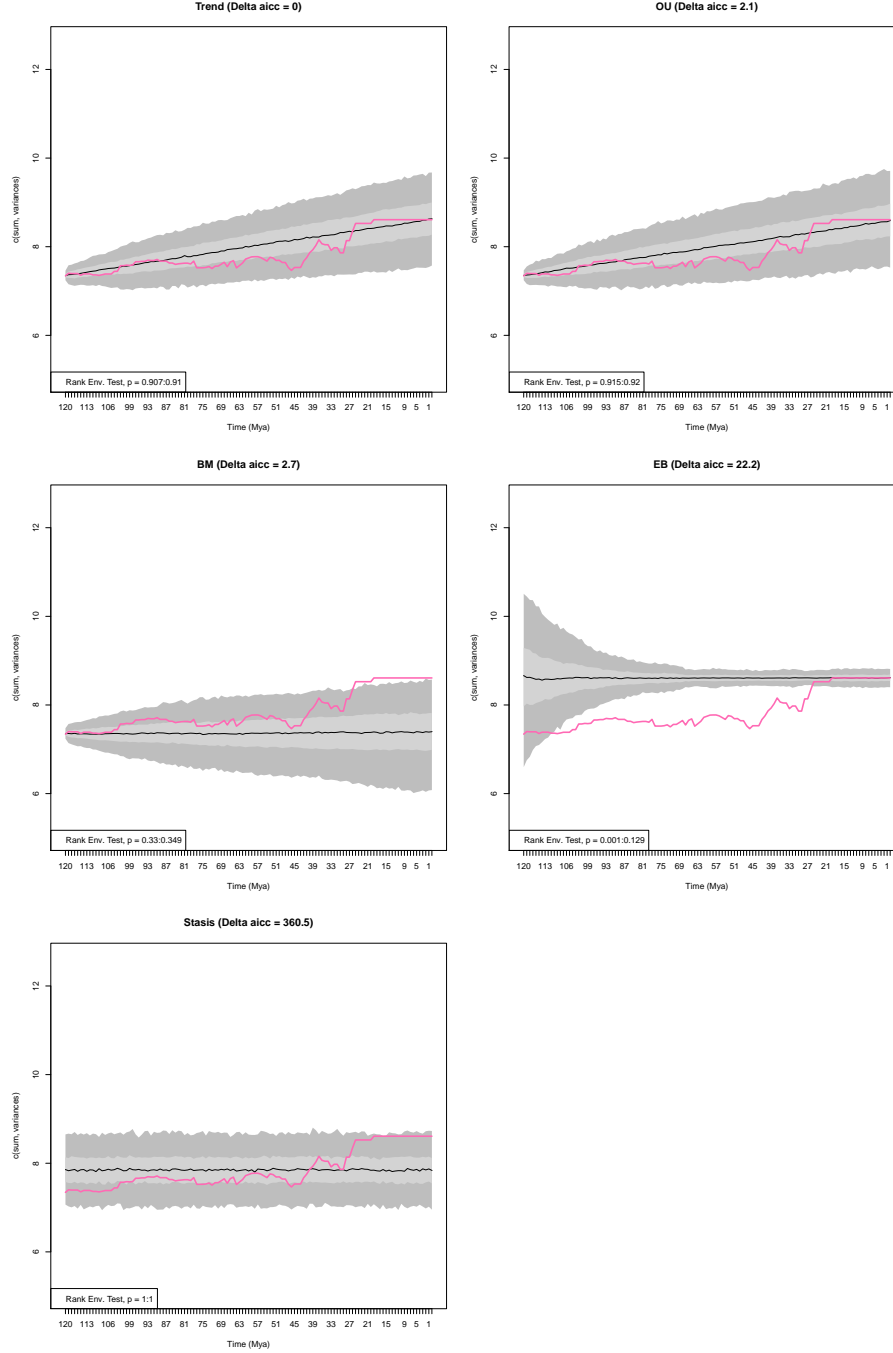 Trend (Delta aicc = 0)
c(sum, variances)
12
10
8
6
Rank Env. Test, p = 0.907:0.91
120 113 106 99 93 87 81 75 69 63 57 51 45 39 33 27 21 15 9 5 1
Time (Mya)
OU (Delta aicc = 2.1)
c(sum, variances)
12
10
8
6
Rank Env. Test, p = 0.915:0.92
120 113 106 99 93 87 81 75 69 63 57 51 45 39 33 27 21 15 9 5 1
Time (Mya)
BM (Delta aicc = 2.7)
c(sum, variances)
12
10
8
6
Rank Env. Test, p = 0.33:0.349
120 113 106 99 93 87 81 75 69 63 57 51 45 39 33 27 21 15 9 5 1
Time (Mya)
EB (Delta aicc = 22.2)
c(sum, variances)
12
10
8
6
Rank Env. Test, p = 0.001:0.129
120 113 106 99 93 87 81 75 69 63 57 51 45 39 33 27 21 15 9 5 1
Time (Mya)
Stasis (Delta aicc = 360.5)
c(sum, variances)
12
10
8
6
Rank Env. Test, p = 1:1
120 113 106 99 93 87 81 75 69 63 57 51 45 39 33 27 21 15 9 5 1
Time (Mya)